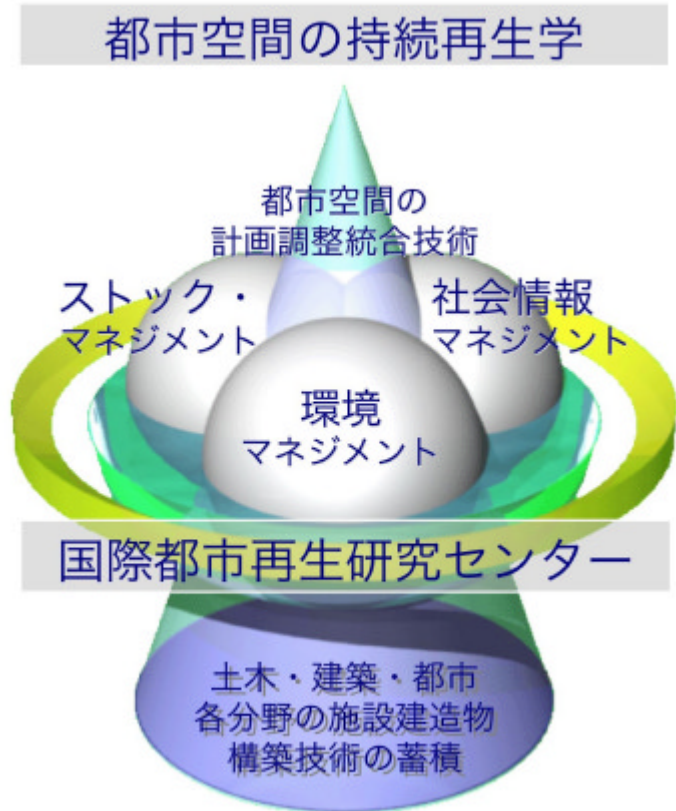 都市空間の持続再生学
都市空間の
計画調整統合技術
ストック・
マネジメント
社会情報
マネジメント
環境
マネジメント
国際都市再生研究センター
土木・建築・都市
各分野の施設建造物
構築技術の蓄積